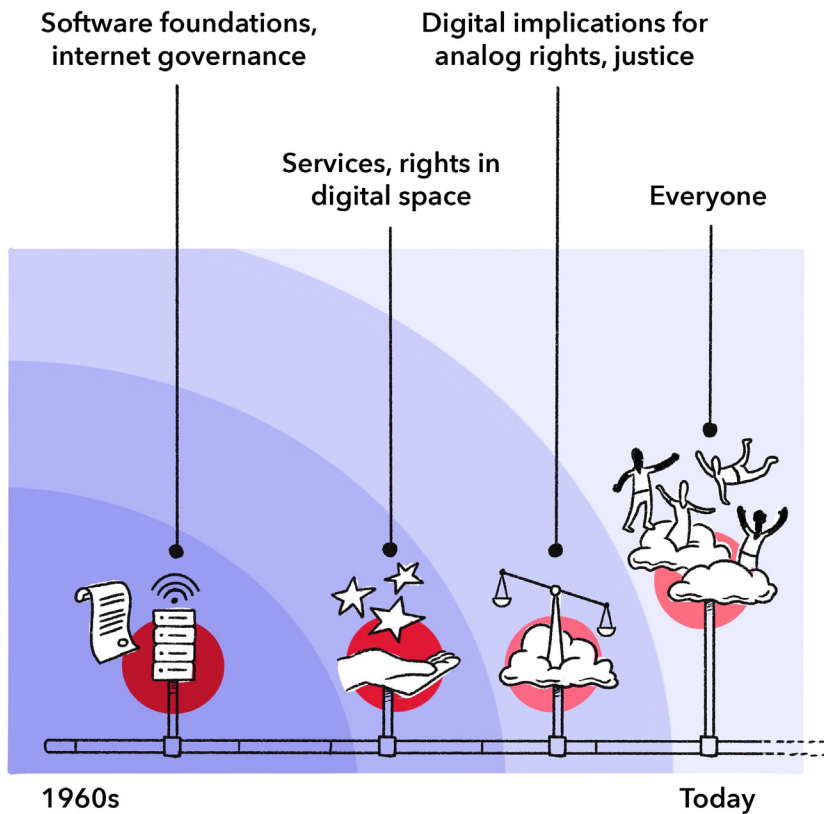 Software foundations,
internet governance
Digital implications for
analog rights, justice
Services, rights in
digital space
Everyone
1960s
Today